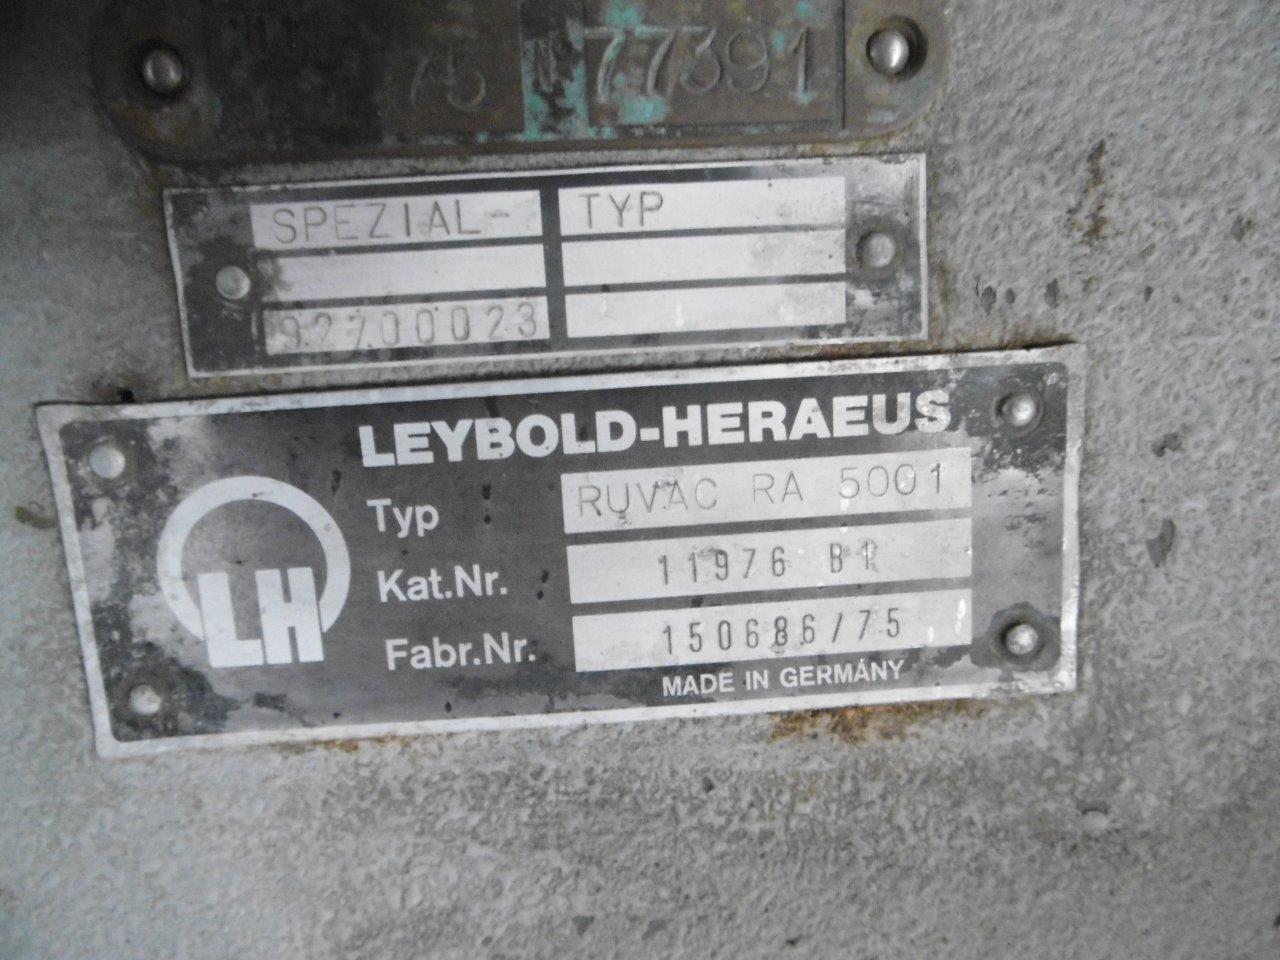 75 77391
SPEZIAL- TYP
92700023
LEYBOLD-HERAEUS
LH
Typ RUVAC RA 5001
Kat.Nr. 11976 B1
Fabr.Nr. 150686/75
MADE IN GERMANY